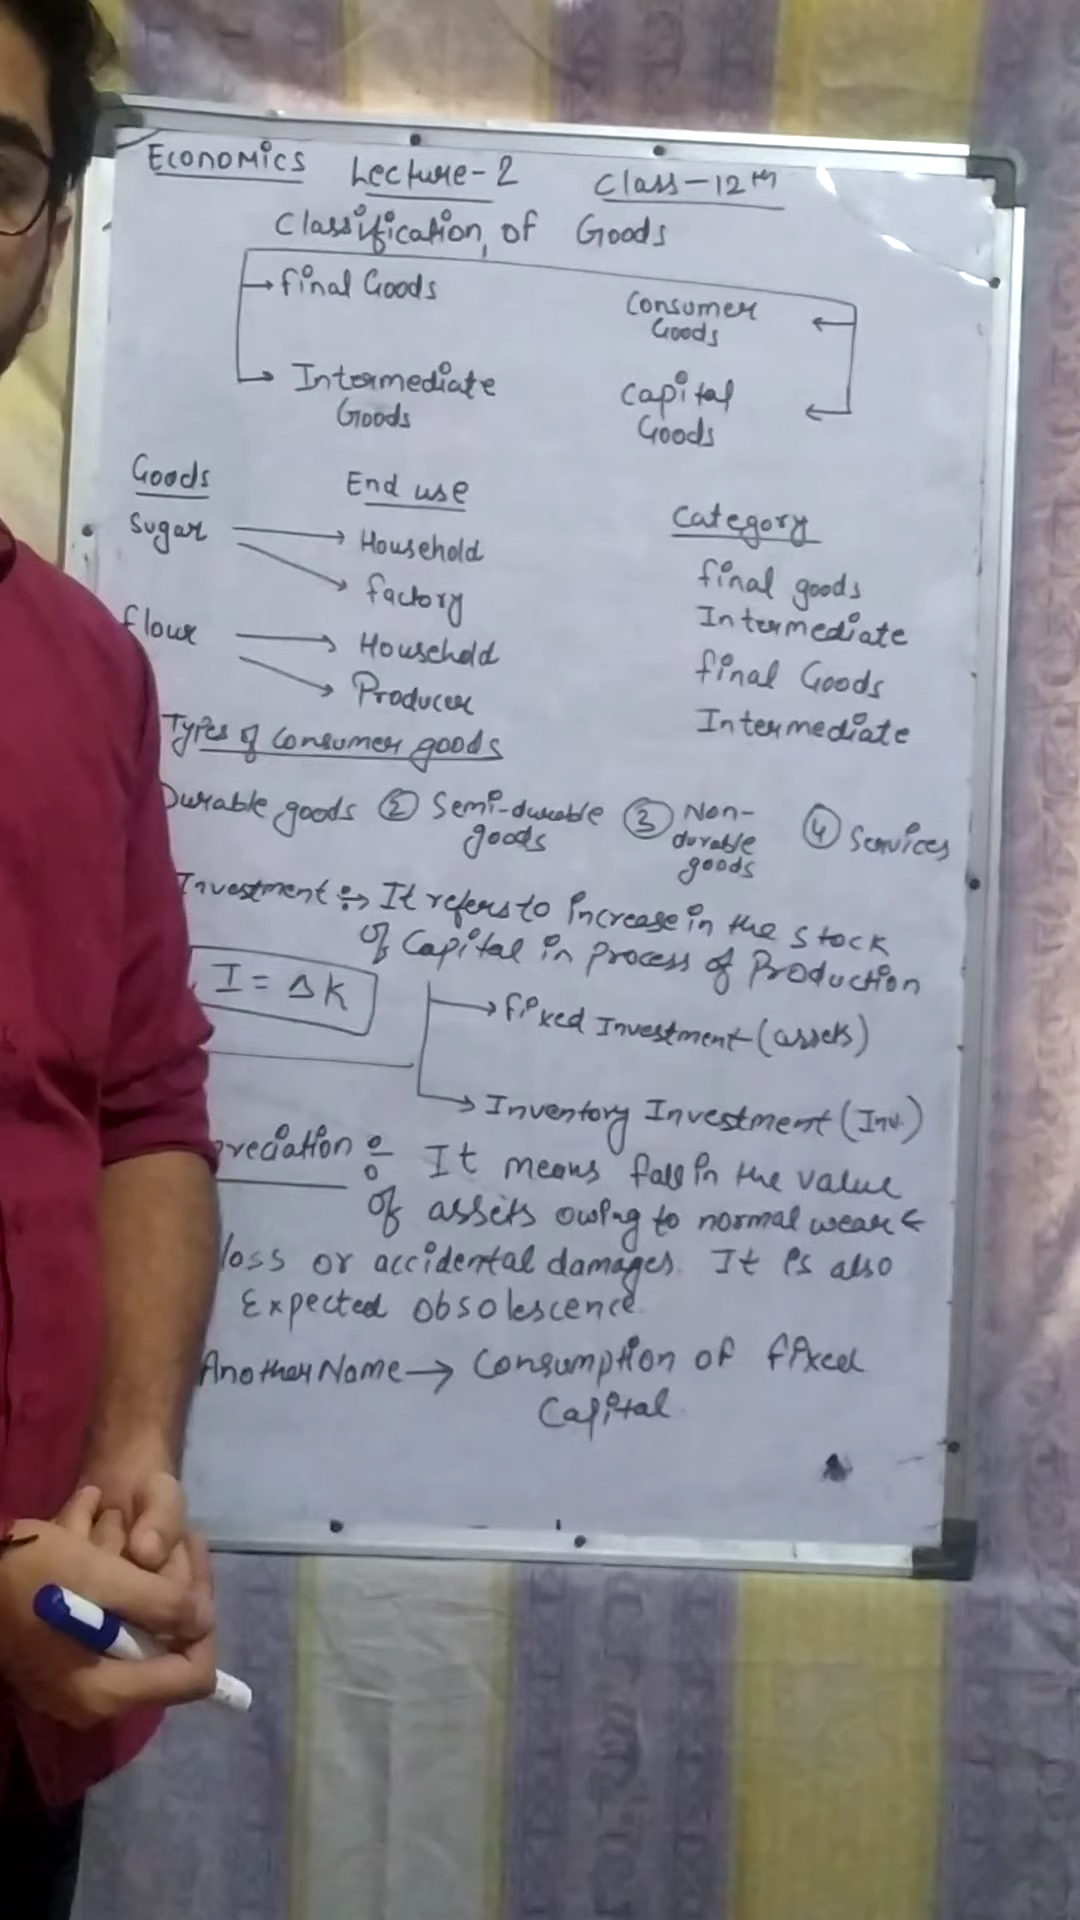 Economics Lecture-2 Class-12th
Classification of Goods
final Goods
Consumer
Goods
Intermediate
Goods
Capital
Goods
Goods End use Category
Sugar Household final goods
factory Intermediate
flour Household final Goods
Producer Intermediate
Types of Consumer goods
Durable goods ② Semi-durable goods ③ Non-durable goods ④ Services
Investment :→ It refers to increase in the stock
of Capital in process of Production
I = ΔK
fixed Investment (assets)
Inventory Investment (Inv.)
preciation : It means fall in the value
of assets owing to normal wear &
loss or accidental damages. It is also
Expected obsolescence.
Another Name → Consumption of fixed
Capital